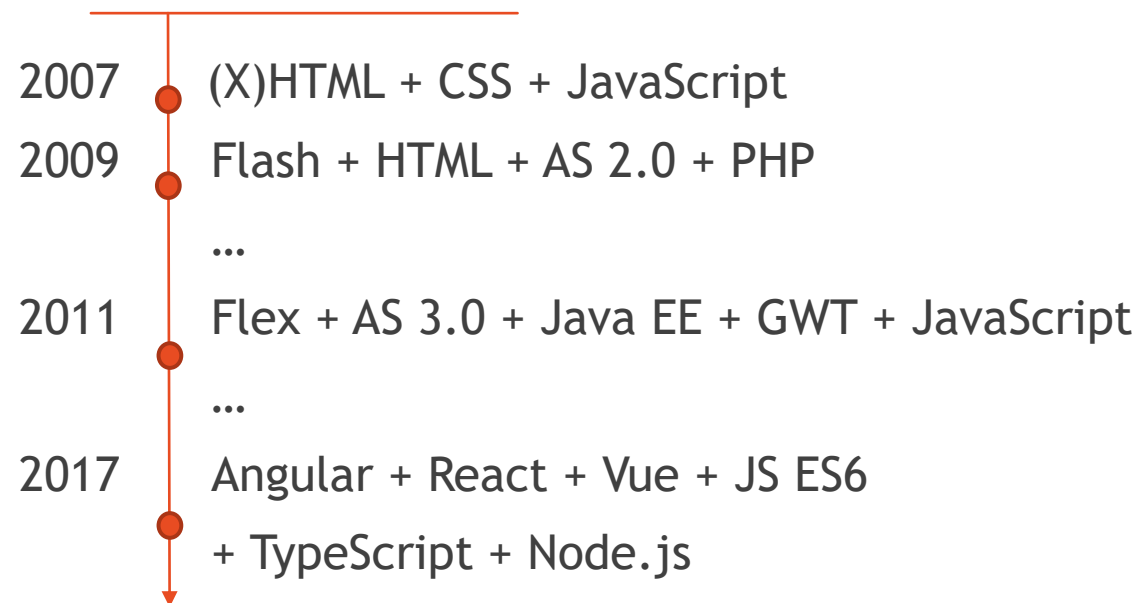 2007 (X)HTML + CSS + JavaScript
2009 Flash + HTML + AS 2.0 + PHP
…
2011 Flex + AS 3.0 + Java EE + GWT + JavaScript
…
2017 Angular + React + Vue + JS ES6
+ TypeScript + Node.js